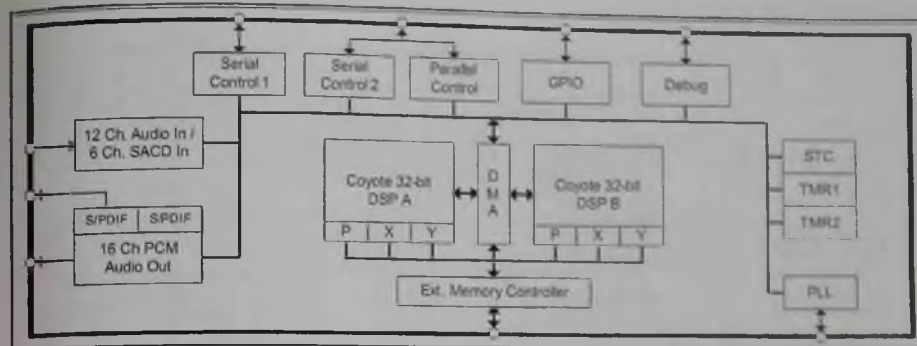 Serial
Control 1
Serial
Control 2
Parallel
Control
GPIO
Debug
12 Ch. Audio In /
6 Ch. SACD In
S/PDIF
S/PDIF
16 Ch PCM
Audio Out
Coyote 32-bit
DSP A
P X Y
D
M
A
Coyote 32-bit
DSP B
P X Y
Ext. Memory Controller
STC
TMR1
TMR2
PLL